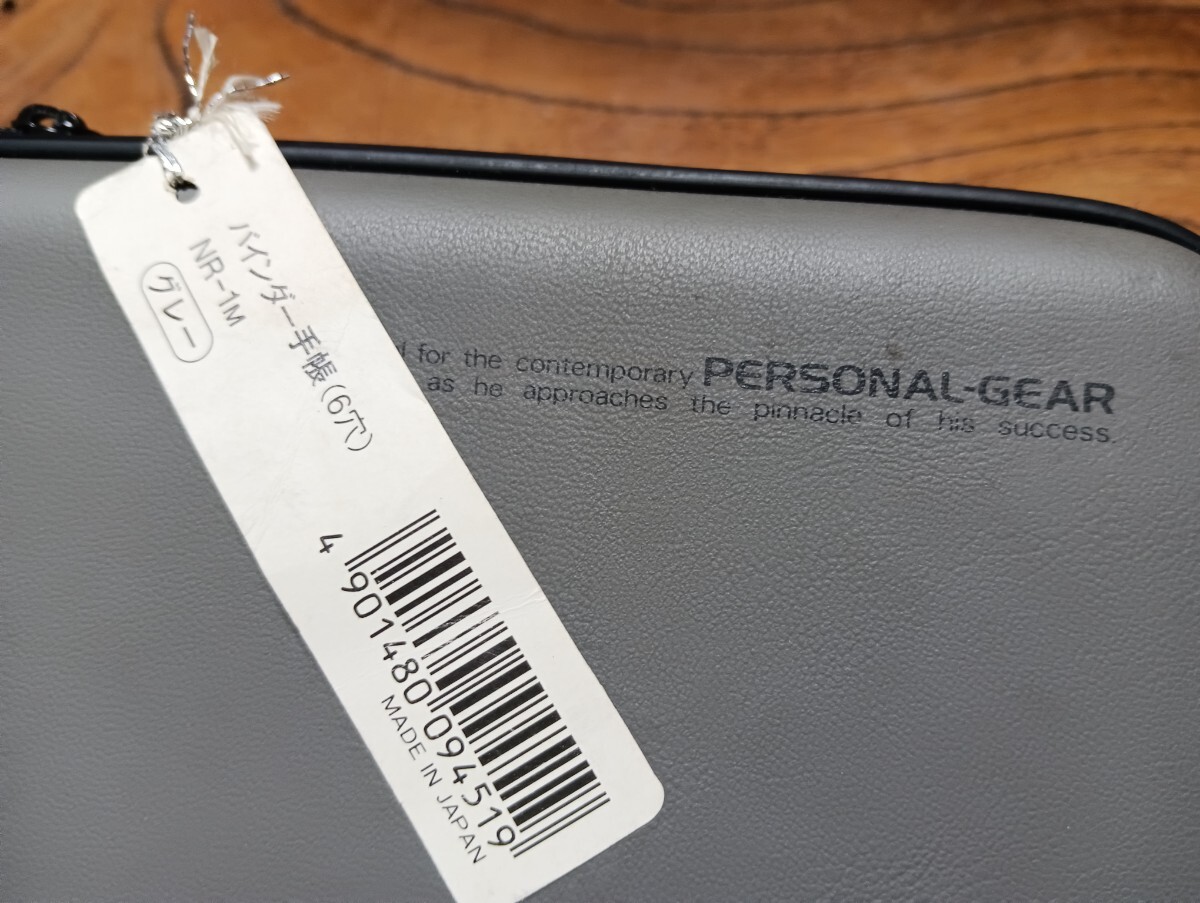 バインダー手帳(6穴)
NR-1M
グレー
4 901480 094519
MADE IN JAPAN
for the contemporary PERSONAL-GEAR
as he approaches the pinnacle of his success.